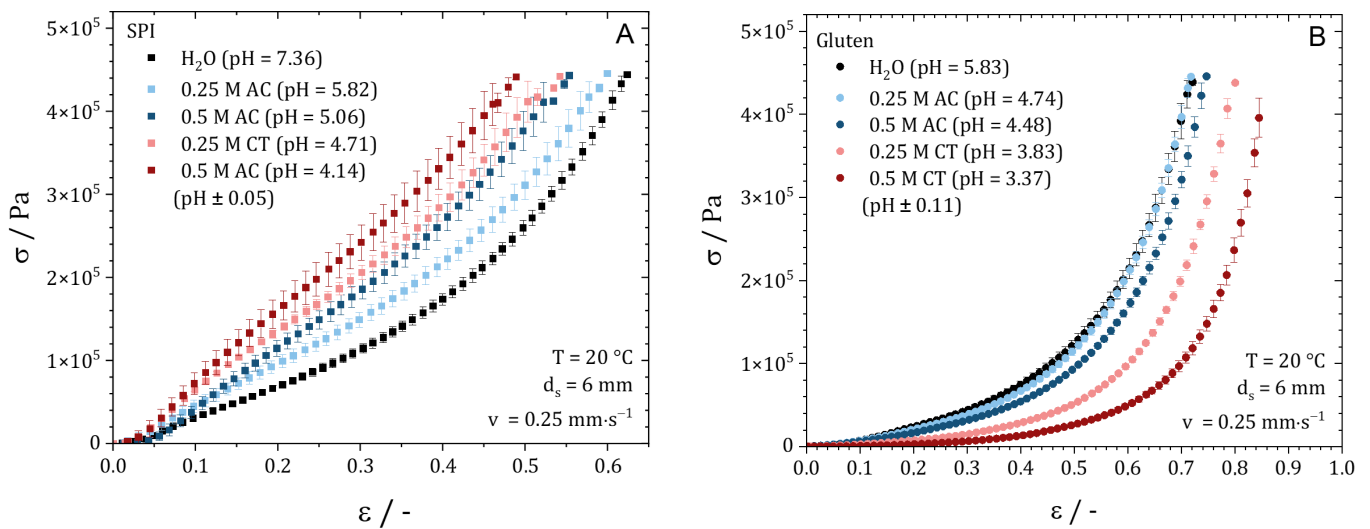 SPI
A
H₂O (pH = 7.36)
0.25 M AC (pH = 5.82)
0.5 M AC (pH = 5.06)
0.25 M CT (pH = 4.71)
0.5 M AC (pH = 4.14)
(pH ± 0.05)
5×10⁵
4×10⁵
3×10⁵
2×10⁵
1×10⁵
0
σ / Pa
T = 20 °C
dₛ = 6 mm
v = 0.25 mm·s⁻¹
0.0 0.1 0.2 0.3 0.4 0.5 0.6
ε / -
Gluten
B
H₂O (pH = 5.83)
0.25 M AC (pH = 4.74)
0.5 M AC (pH = 4.48)
0.25 M CT (pH = 3.83)
0.5 M CT (pH = 3.37)
(pH ± 0.11)
5×10⁵
4×10⁵
3×10⁵
2×10⁵
1×10⁵
0
σ / Pa
T = 20 °C
dₛ = 6 mm
v = 0.25 mm·s⁻¹
0.0 0.1 0.2 0.3 0.4 0.5 0.6 0.7 0.8 0.9 1.0
ε / -